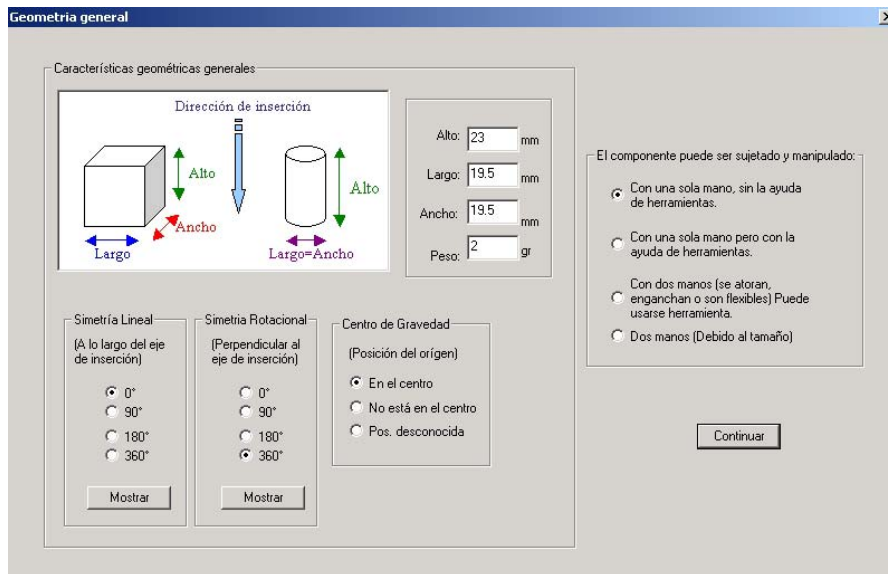 Geometria general
Características geométricas generales
Dirección de inserción
Alto
Ancho
Largo
Alto
Largo=Ancho
Alto: 23 mm
Largo: 19.5 mm
Ancho: 19.5 mm
Peso: 2 gr
Simetría Lineal
(A lo largo del eje
de inserción)
0°
90°
180°
360°
Mostrar
Simetria Rotacional
(Perpendicular al
eje de inserción)
0°
90°
180°
360°
Mostrar
Centro de Gravedad
(Posición del orígen)
En el centro
No está en el centro
Pos. desconocida
El componente puede ser sujetado y manipulado:
Con una sola mano, sin la ayuda
de herramientas.
Con una sola mano pero con la
ayuda de herramientas.
Con dos manos (se atoran,
enganchan o son flexibles) Puede
usarse herramienta.
Dos manos (Debido al tamaño)
Continuar